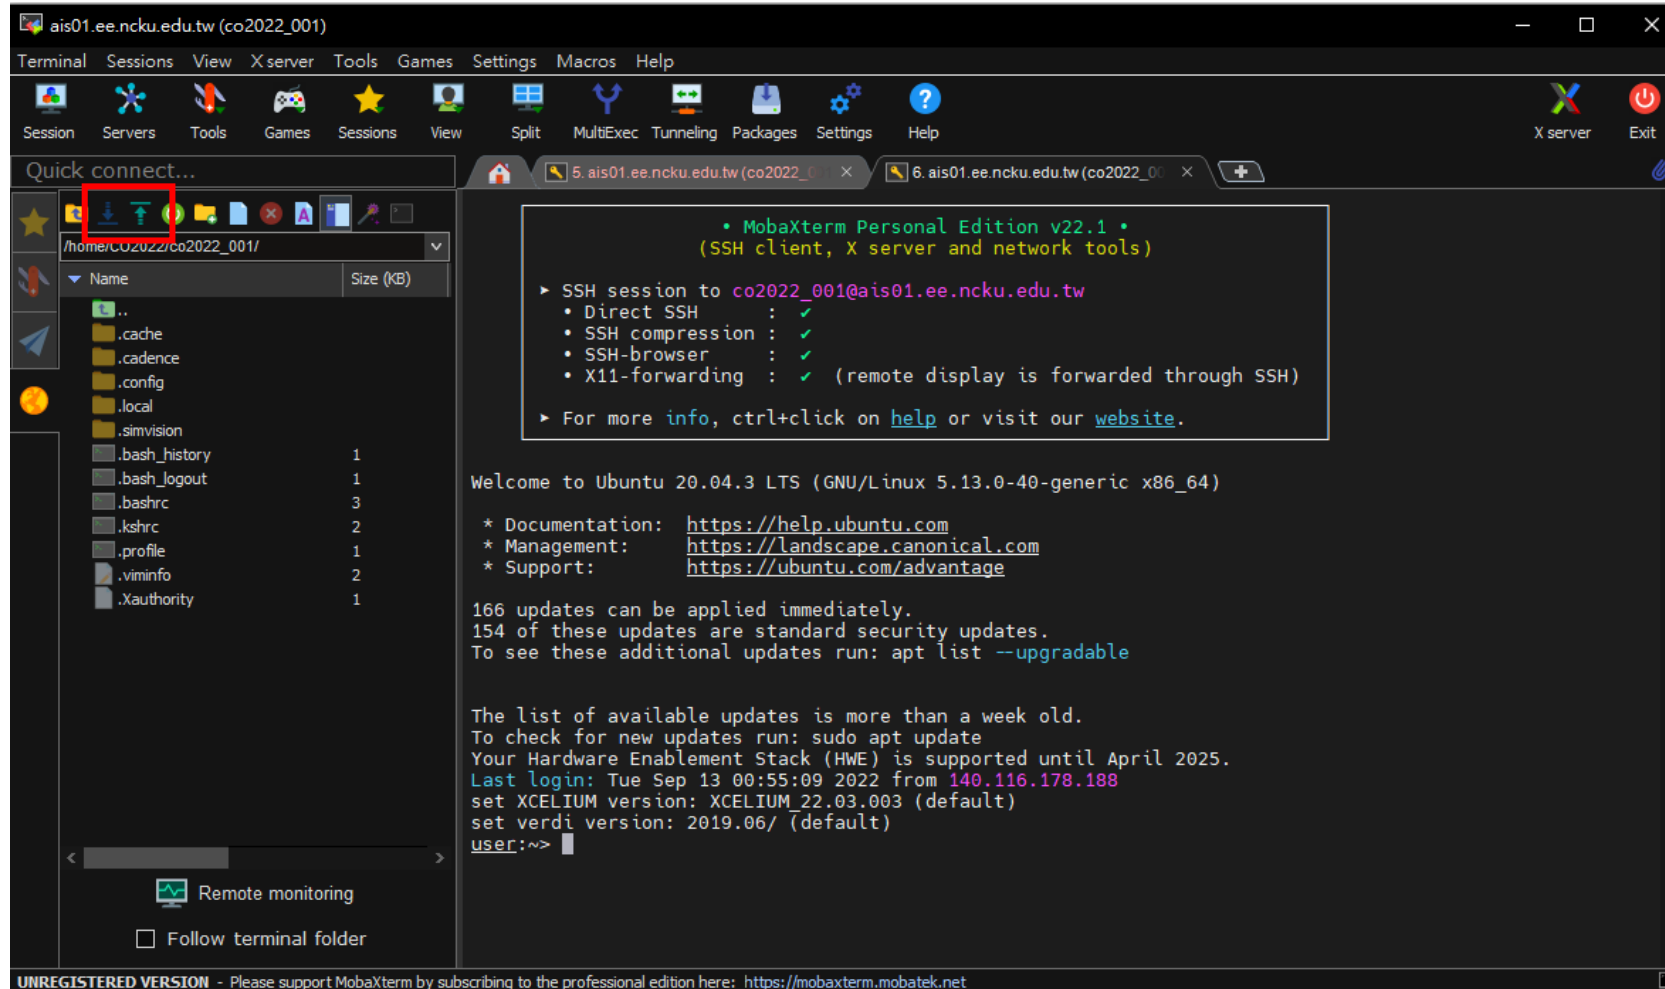 ais01.ee.ncku.edu.tw (co2022_001)
Terminal Sessions View X server Tools Games Settings Macros Help
Session Servers Tools Games Sessions View Split MultiExec Tunneling Packages Settings Help X server Exit
Quick connect...
5. ais01.ee.ncku.edu.tw (co2022_0
6. ais01.ee.ncku.edu.tw (co2022_00
/home/CO2022/co2022_001/
Name Size (KB)
..
.cache
.cadence
.config
.local
.simvision
.bash_history 1
.bash_logout 1
.bashrc 3
.kshrc 2
.profile 1
.viminfo 2
.Xauthority 1
Remote monitoring
Follow terminal folder
• MobaXterm Personal Edition v22.1 •
(SSH client, X server and network tools)
► SSH session to co2022_001@ais01.ee.ncku.edu.tw
• Direct SSH : ✔
• SSH compression : ✔
• SSH-browser : ✔
• X11-forwarding : ✔ (remote display is forwarded through SSH)
► For more info, ctrl+click on help or visit our website.
Welcome to Ubuntu 20.04.3 LTS (GNU/Linux 5.13.0-40-generic x86_64)
* Documentation: https://help.ubuntu.com
* Management: https://landscape.canonical.com
* Support: https://ubuntu.com/advantage
166 updates can be applied immediately.
154 of these updates are standard security updates.
To see these additional updates run: apt list --upgradable
The list of available updates is more than a week old.
To check for new updates run: sudo apt update
Your Hardware Enablement Stack (HWE) is supported until April 2025.
Last login: Tue Sep 13 00:55:09 2022 from 140.116.178.188
set XCELIUM version: XCELIUM_22.03.003 (default)
set verdi version: 2019.06/ (default)
user:~>
UNREGISTERED VERSION - Please support MobaXterm by subscribing to the professional edition here: https://mobaxterm.mobatek.net